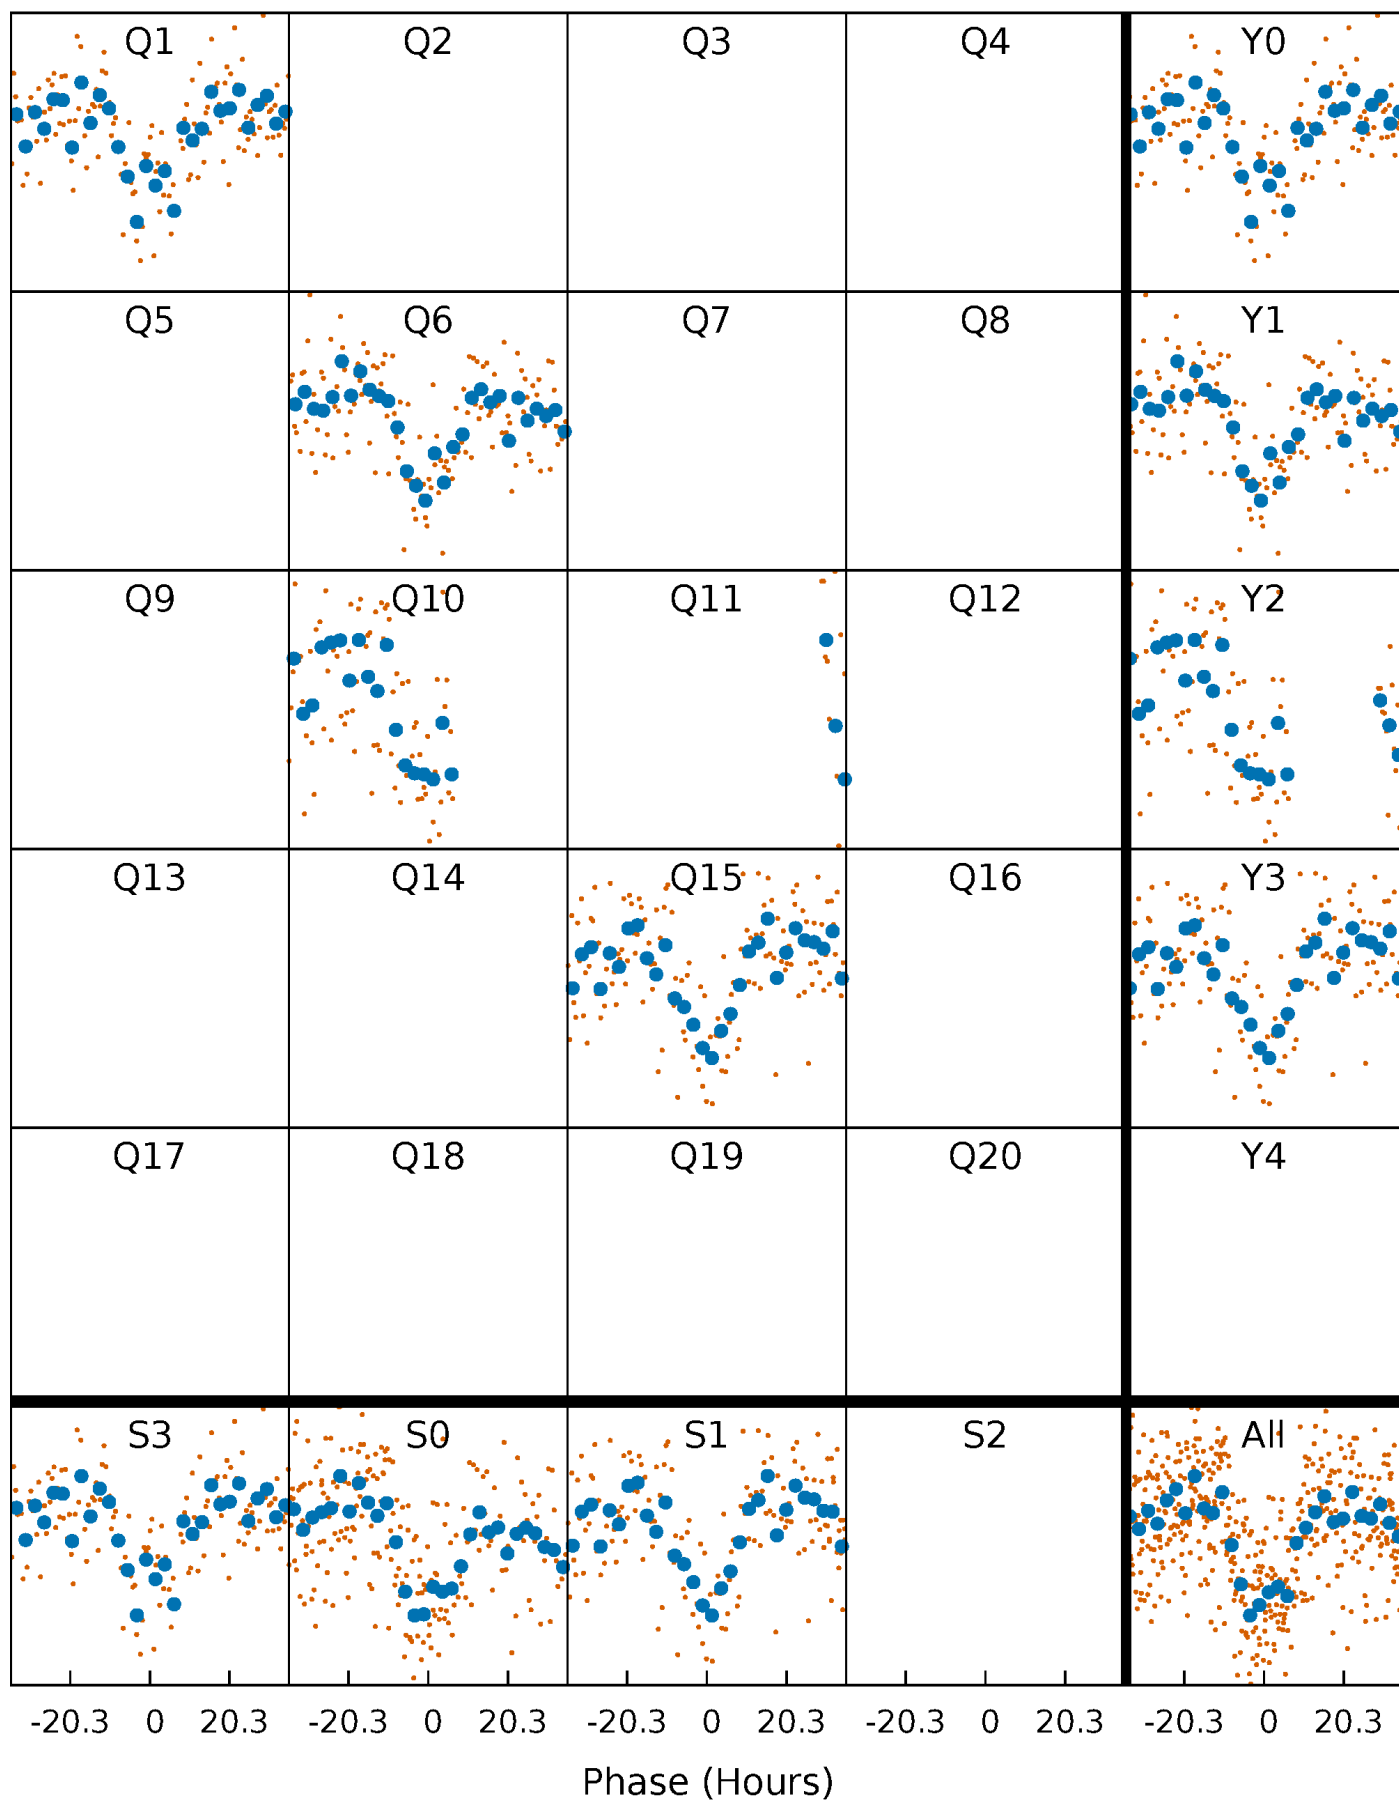 Q1 Q2 Q3 Q4 Y0
Q5 Q6 Q7 Q8 Y1
Q9 Q10 Q11 Q12 Y2
Q13 Q14 Q15 Q16 Y3
Q17 Q18 Q19 Q20 Y4
S3 S0 S1 S2 All
-20.3 0 20.3 -20.3 0 20.3 -20.3 0 20.3 -20.3 0 20.3 -20.3 0 20.3
Phase (Hours)